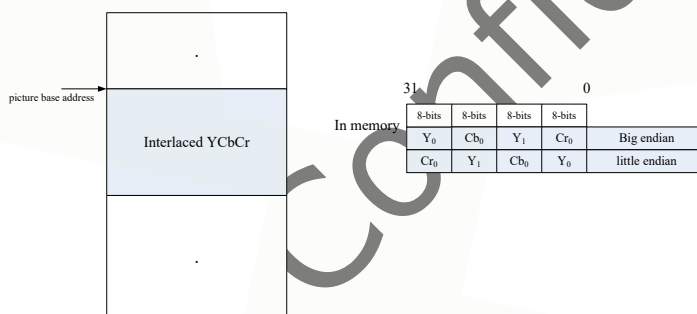 picture base address
Interlaced YCbCr
In memory
31 0
8-bits 8-bits 8-bits 8-bits
Y0 Cb0 Y1 Cr0 Big endian
Cr0 Y1 Cb0 Y0 little endian
Confi